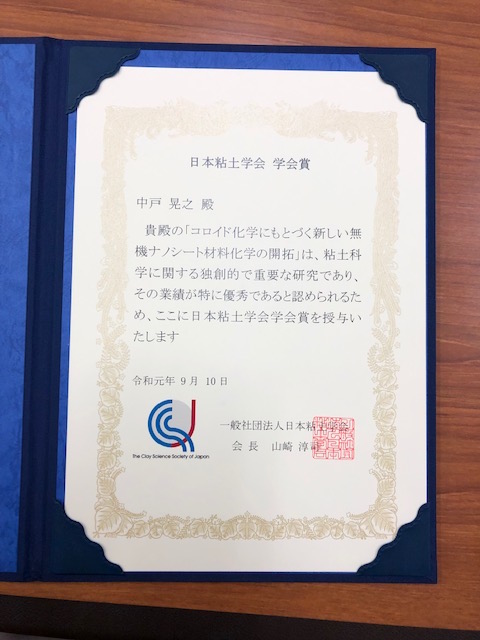 日本粘土学会 学会賞
中戸 晃之 殿
貴殿の「コロイド化学にもとづく新しい無
機ナノシート材料化学の開拓」は、粘土科
学に関する独創的で重要な研究であり、
その業績が特に優秀であると認められるた
め、ここに日本粘土学会学会賞を授与い
たします
令和元年 9 月 10 日
The Clay Science Society of Japan
一般社団法人日本粘土学会
会 長 山崎 淳司